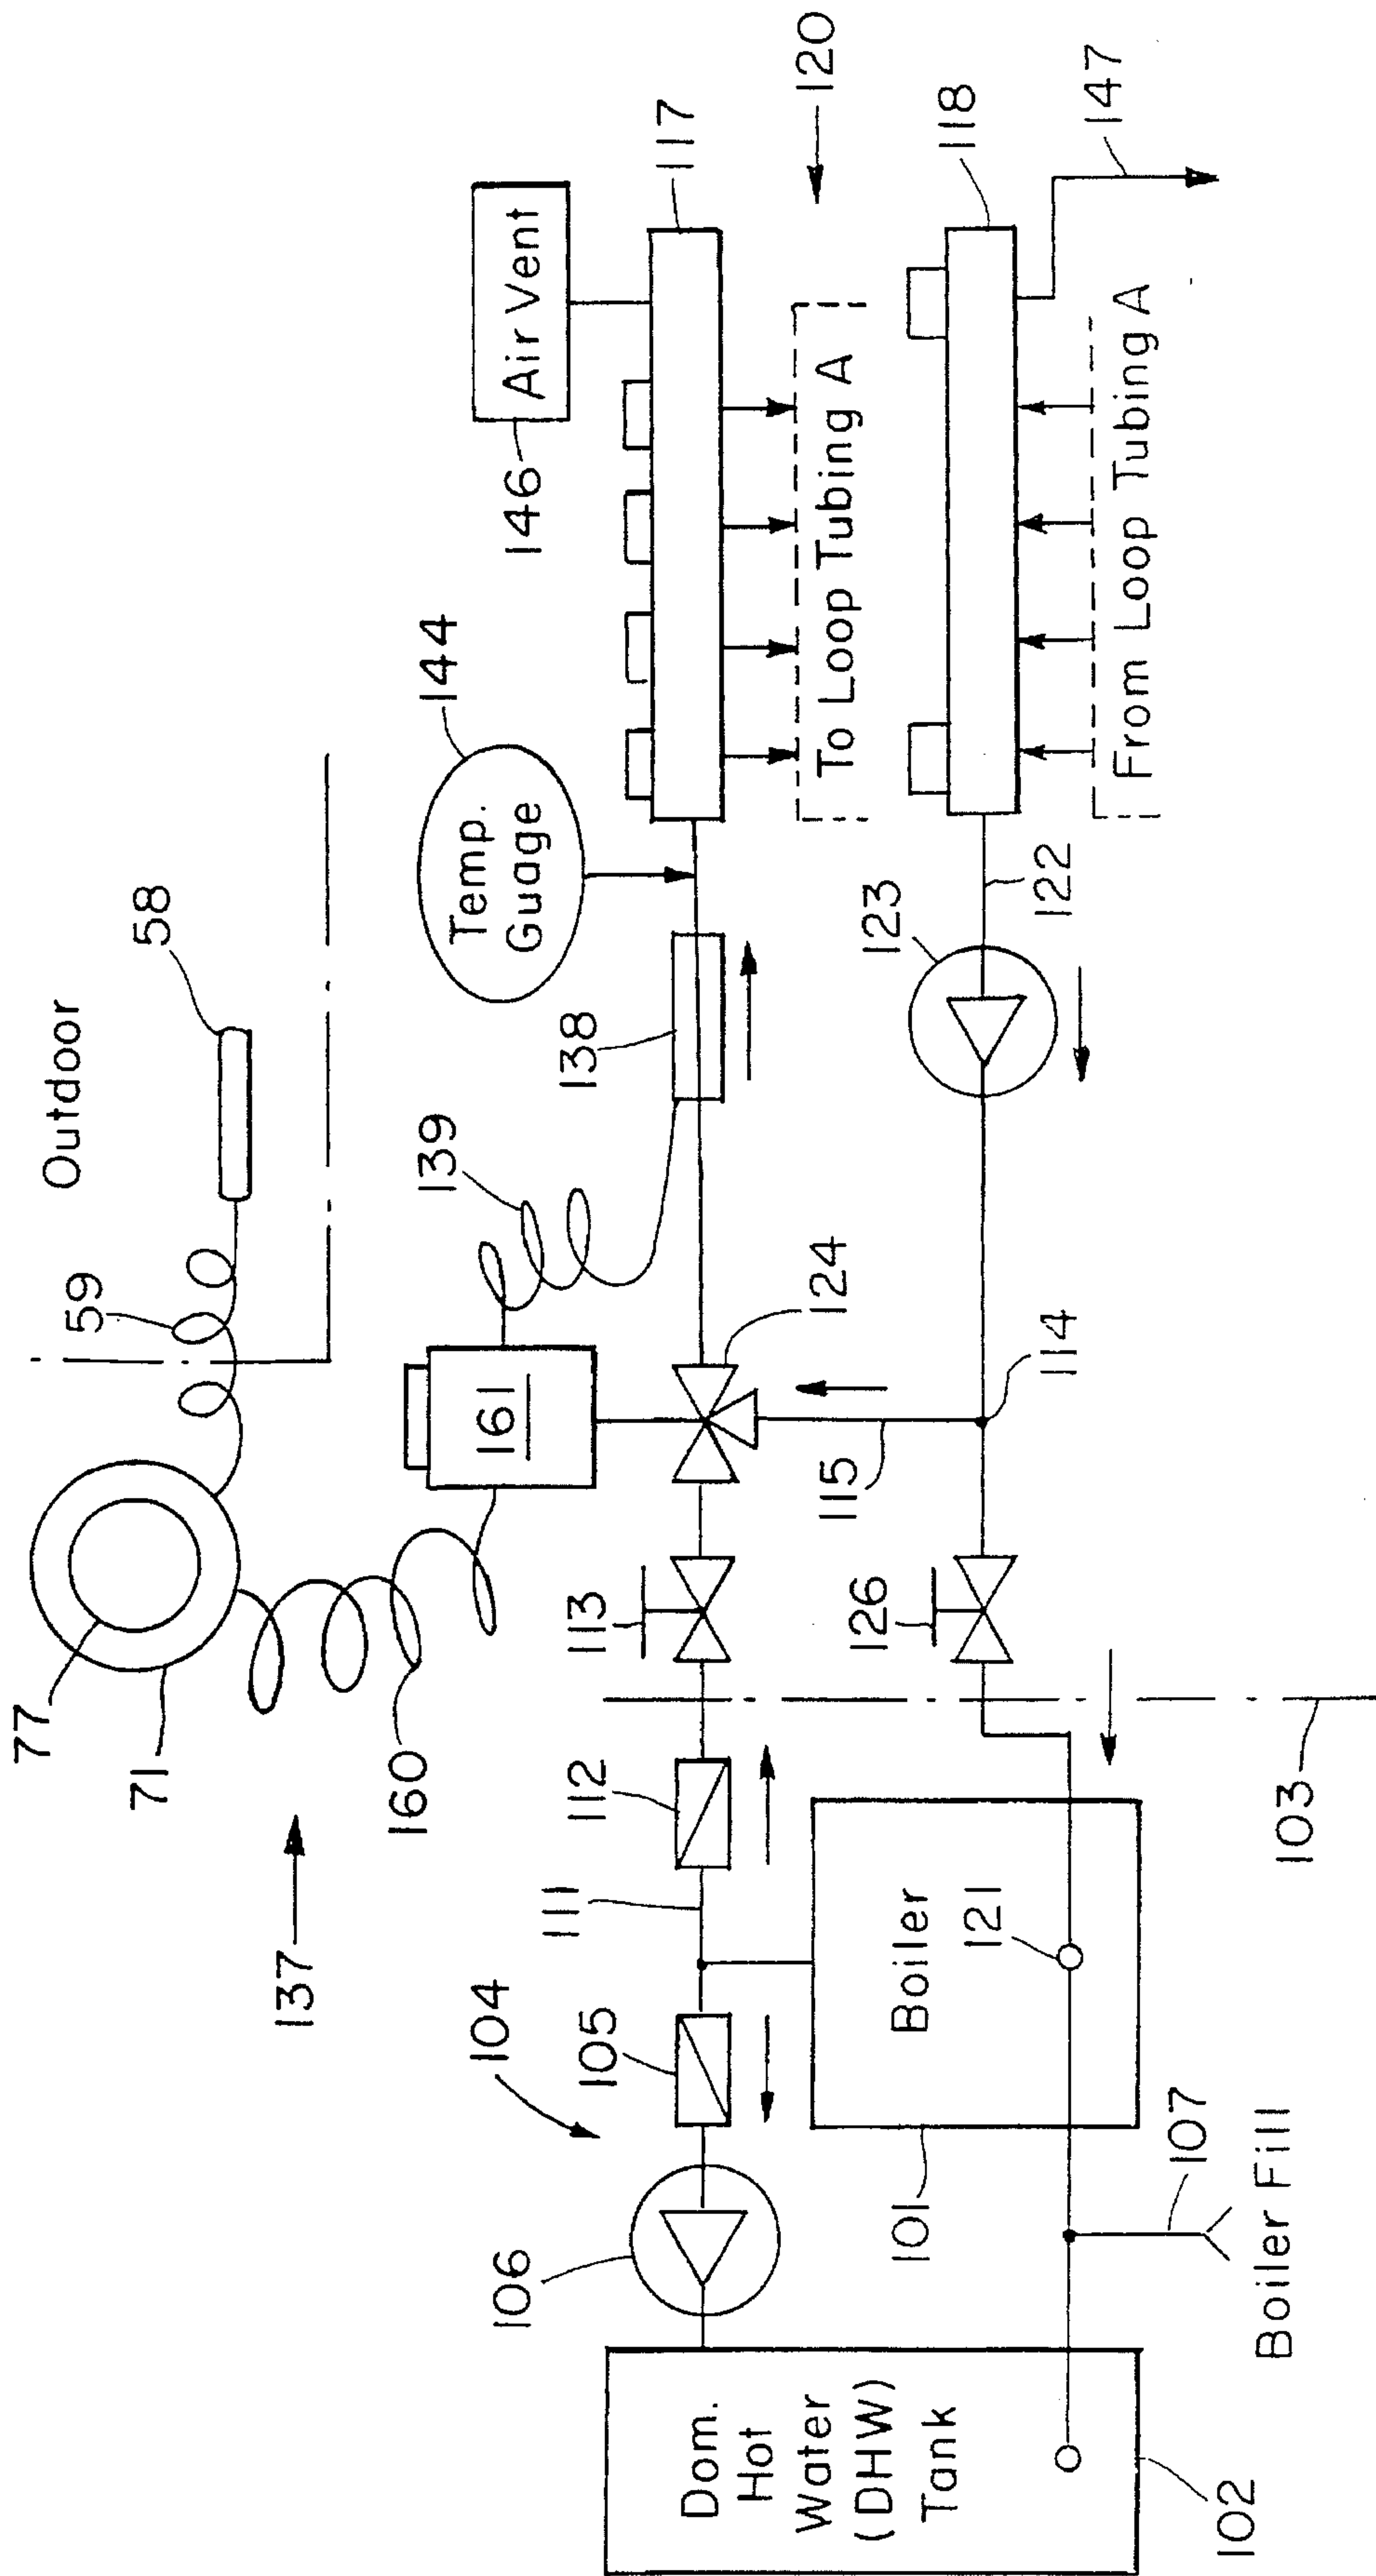 Outdoor
58
59
77
71
137
160
161
139
138
144
Temp.
Guage
146
Air Vent
117
120
To Loop Tubing A
118
147
From Loop Tubing A
122
123
124
114
115
113
126
112
111
103
104
105
106
Boiler
121
101
107
Boiler Fill
Dom.
Hot
Water
(DHW)
Tank
102